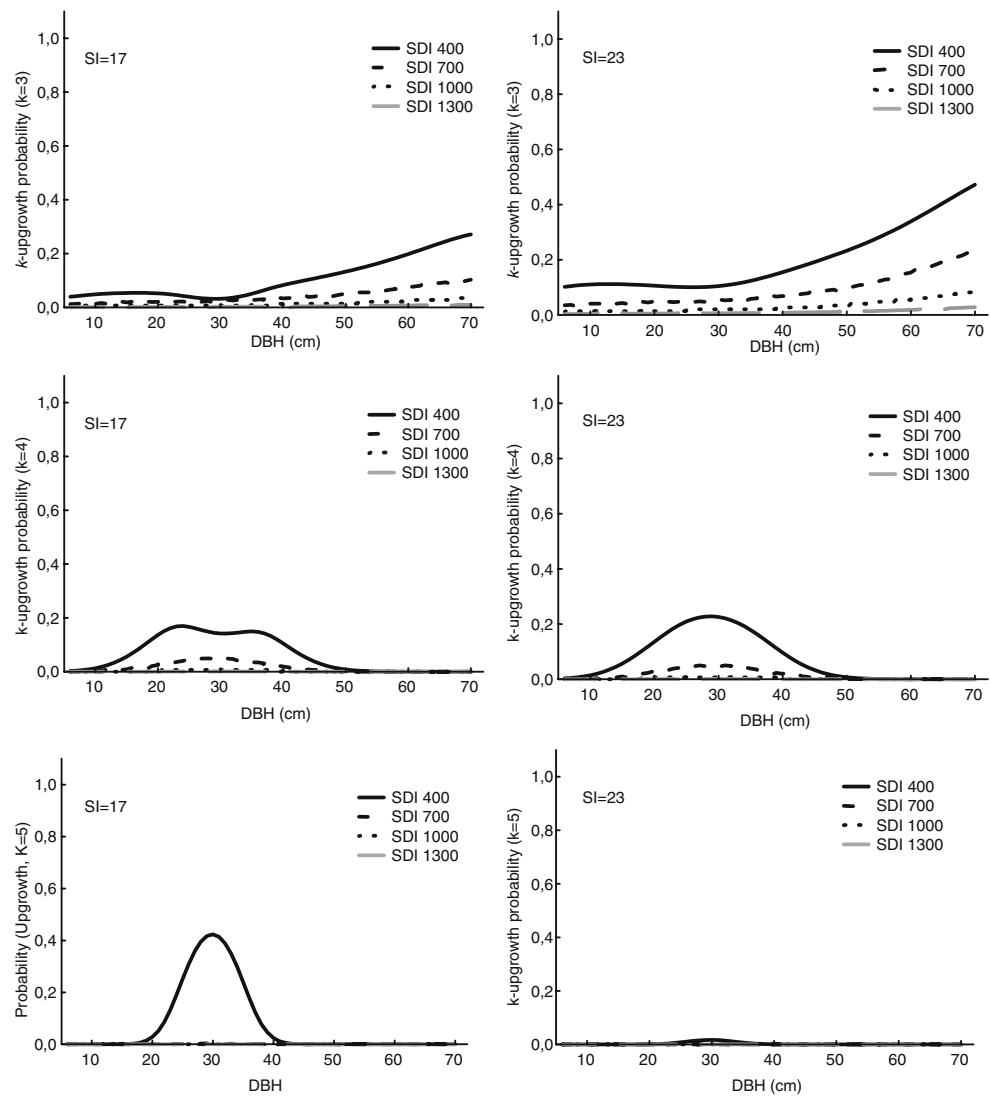 k-upgrowth probability (k=3)
1,0
0,8
0,6
0,4
0,2
0,0
SI=17
SDI 400
SDI 700
SDI 1000
SDI 1300
10 20 30 40 50 60 70
DBH (cm)
k-upgrowth probability (k=3)
1,0
0,8
0,6
0,4
0,2
0,0
SI=23
SDI 400
SDI 700
SDI 1000
SDI 1300
10 20 30 40 50 60 70
DBH (cm)
k-upgrowth probability (k=4)
1,0
0,8
0,6
0,4
0,2
0,0
SI=17
SDI 400
SDI 700
SDI 1000
SDI 1300
10 20 30 40 50 60 70
DBH (cm)
k-upgrowth probability (k=4)
1,0
0,8
0,6
0,4
0,2
0,0
SI=23
SDI 400
SDI 700
SDI 1000
SDI 1300
10 20 30 40 50 60 70
DBH (cm)
Probability (Upgrowth, K=5)
1,0
0,8
0,6
0,4
0,2
0,0
SI=17
SDI 400
SDI 700
SDI 1000
SDI 1300
10 20 30 40 50 60 70
DBH
k-upgrowth probability (k=5)
1,0
0,8
0,6
0,4
0,2
0,0
SI=23
SDI 400
SDI 700
SDI 1000
SDI 1300
10 20 30 40 50 60 70
DBH (cm)